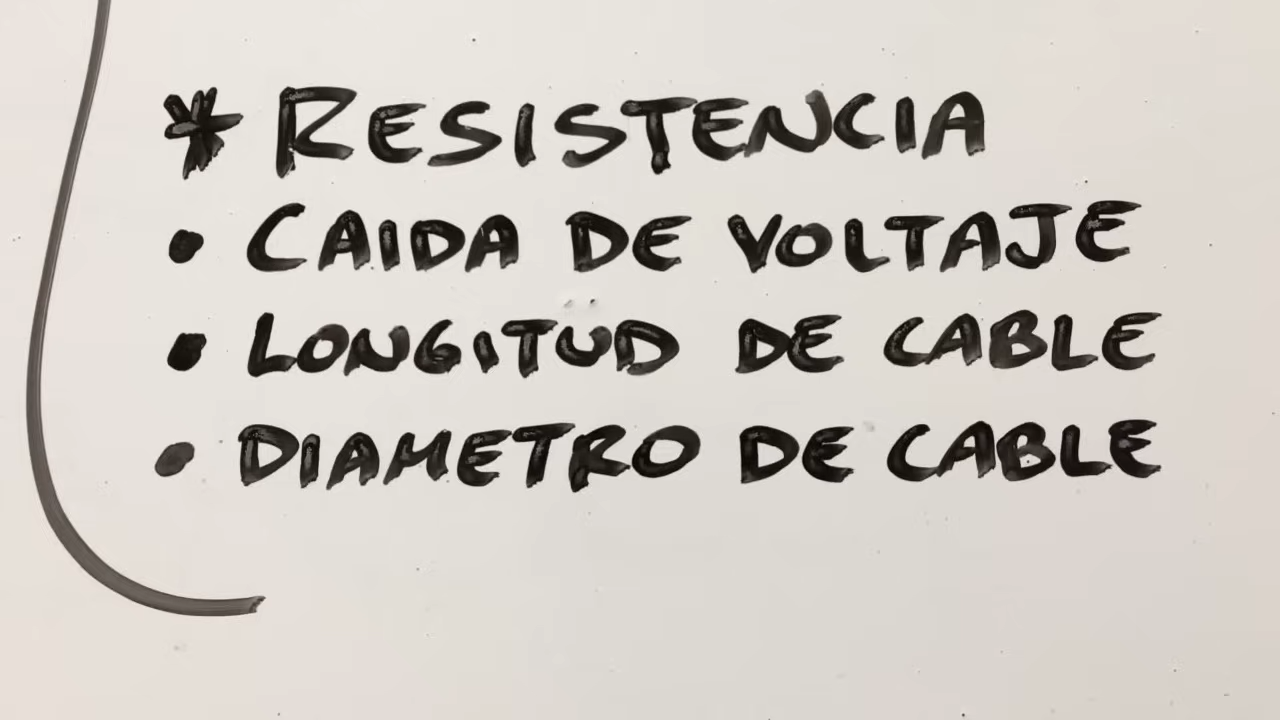 * RESISTENCIA
• CAIDA DE VOLTAJE
• LONGITUD DE CABLE
• DIAMETRO DE CABLE